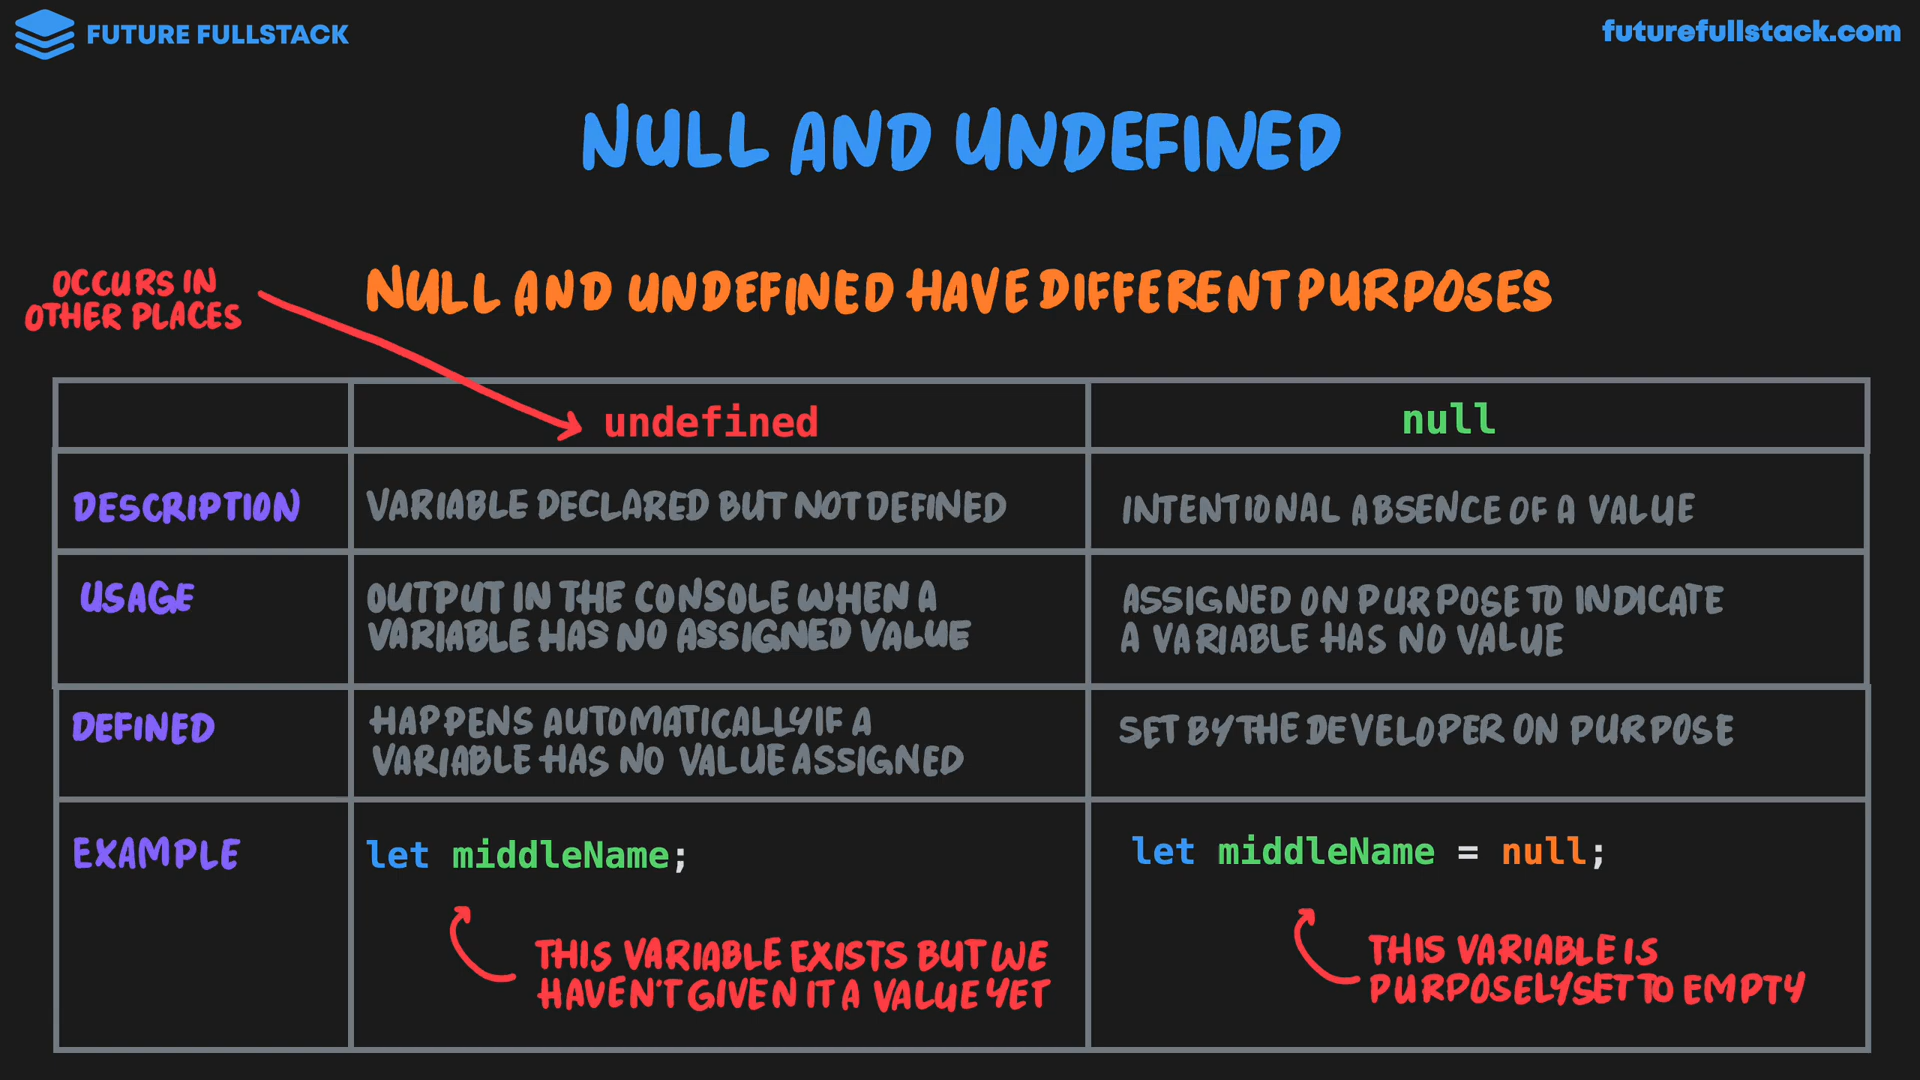 FUTURE FULLSTACK
futurefullstack.com
NULL AND UNDEFINED
OCCURS IN
OTHER PLACES
NULL AND UNDEFINED HAVE DIFFERENT PURPOSES
undefined
null
DESCRIPTION
VARIABLE DECLARED BUT NOT DEFINED
INTENTIONAL ABSENCE OF A VALUE
USAGE
OUTPUT IN THE CONSOLE WHEN A
VARIABLE HAS NO ASSIGNED VALUE
ASSIGNED ON PURPOSE TO INDICATE
A VARIABLE HAS NO VALUE
DEFINED
HAPPENS AUTOMATICALLY IF A
VARIABLE HAS NO VALUE ASSIGNED
SET BY THE DEVELOPER ON PURPOSE
EXAMPLE
let middleName;
THIS VARIABLE EXISTS BUT WE
HAVEN'T GIVEN IT A VALUE YET
let middleName = null;
THIS VARIABLE IS
PURPOSELY SET TO EMPTY